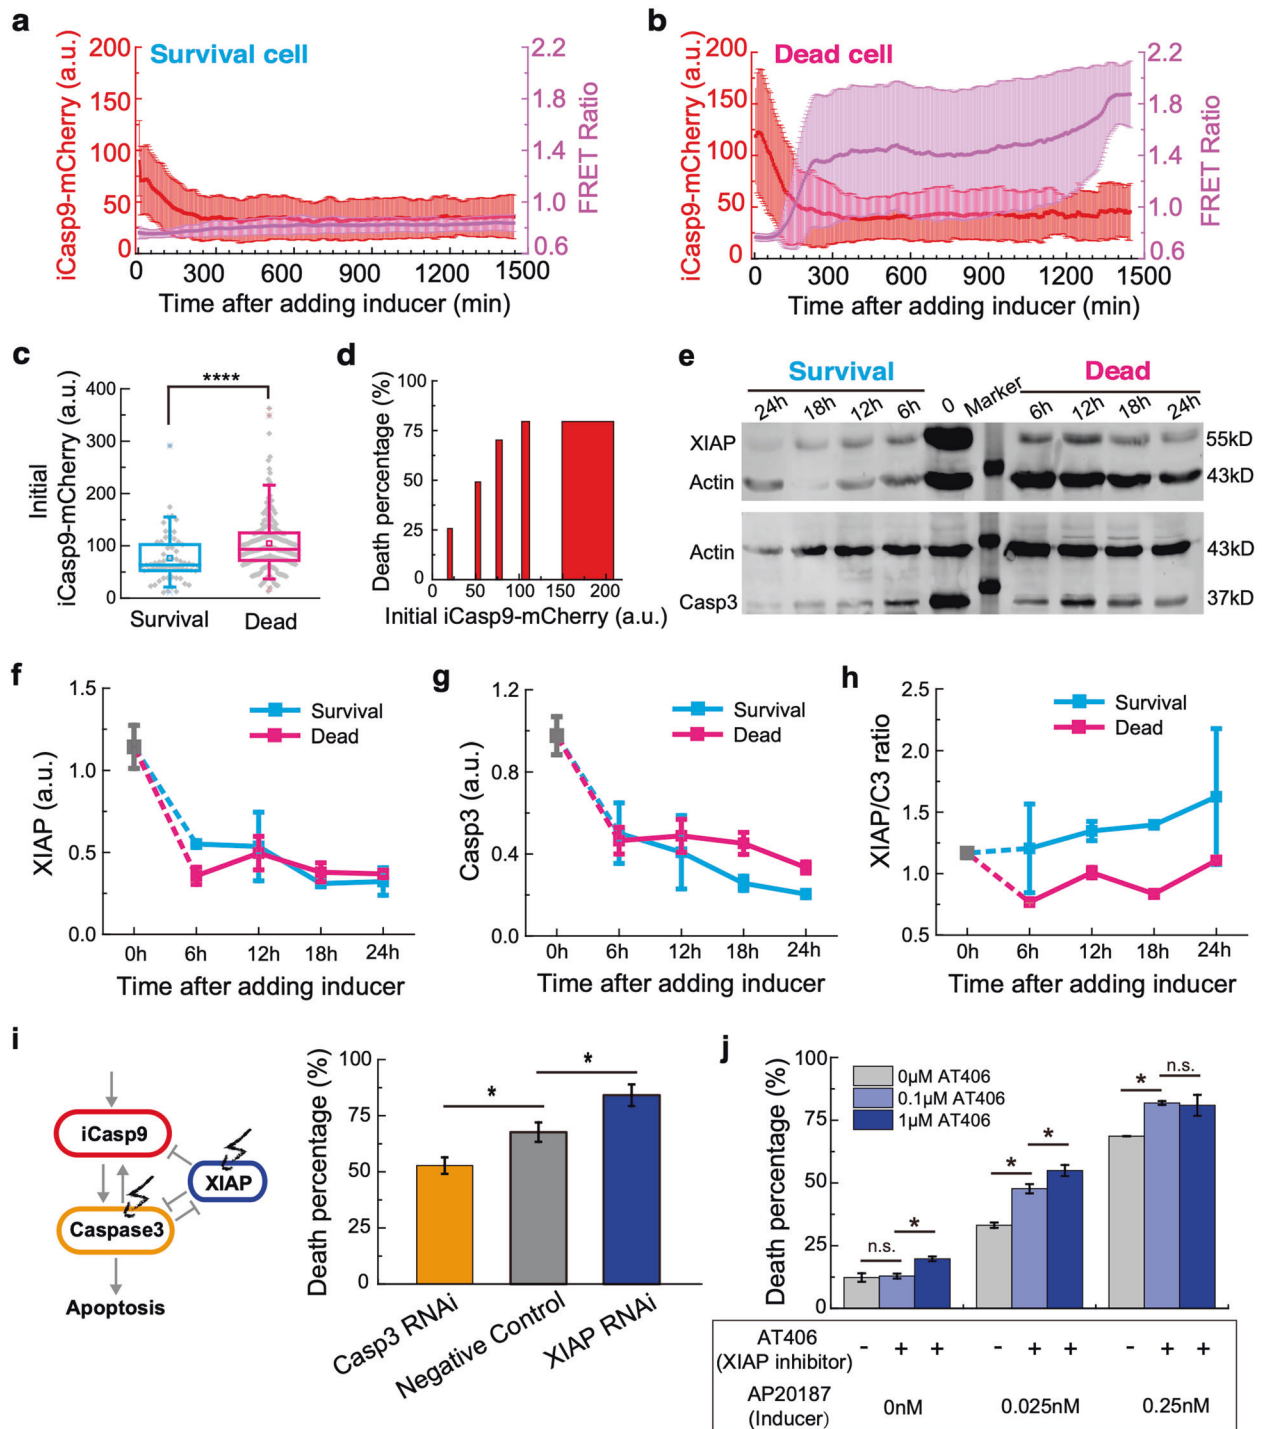 a
Survival cell
iCasp9-mCherry (a.u.)
200
150
100
50
0
2.2
1.8
1.4
1.0
0.6
FRET Ratio
0 300 600 900 1200 1500
Time after adding inducer (min)
b
Dead cell
iCasp9-mCherry (a.u.)
200
150
100
50
0
2.2
1.8
1.4
1.0
0.6
FRET Ratio
0 300 600 900 1200 1500
Time after adding inducer (min)
c
Initial
iCasp9-mCherry (a.u.)
400
300
200
100
0
****
Survival Dead
d
Death percentage (%)
100
75
50
25
0
0 50 100 150 200
Initial iCasp9-mCherry (a.u.)
e
Survival Dead
24h 18h 12h 6h 0 Marker 6h 12h 18h 24h
XIAP 55kD
Actin 43kD
Actin 43kD
Casp3 37kD
f
XIAP (a.u.)
1.5
1.0
0.5
0.0
Survival
Dead
0h 6h 12h 18h 24h
Time after adding inducer
g
Casp3 (a.u.)
1.2
0.8
0.4
0.0
Survival
Dead
0h 6h 12h 18h 24h
Time after adding inducer
h
XIAP/C3 ratio
2.5
2.0
1.5
1.0
0.5
Survival
Dead
0h 6h 12h 18h 24h
Time after adding inducer
i
iCasp9
XIAP
Caspase3
Apoptosis
Death percentage (%)
100
75
50
25
0
* *
Casp3 RNAi
Negative Control
XIAP RNAi
j
Death percentage (%)
100
75
50
25
0
0μM AT406
0.1μM AT406
1μM AT406
n.s. * * * * n.s.
AT406
(XIAP inhibitor)
- + + - + + - + +
AP20187
(Inducer)
0nM 0.025nM 0.25nM